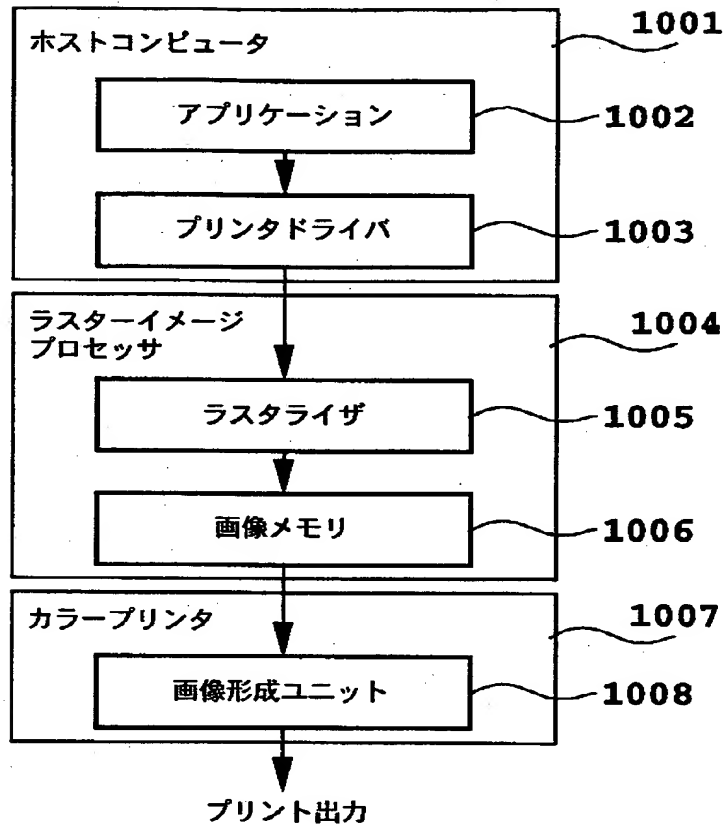 ホストコンピュータ
1001
アプリケーション
1002
プリンタドライバ
1003
ラスターイメージ
プロセッサ
1004
ラスタライザ
1005
画像メモリ
1006
カラープリンタ
1007
画像形成ユニット
1008
プリント出力